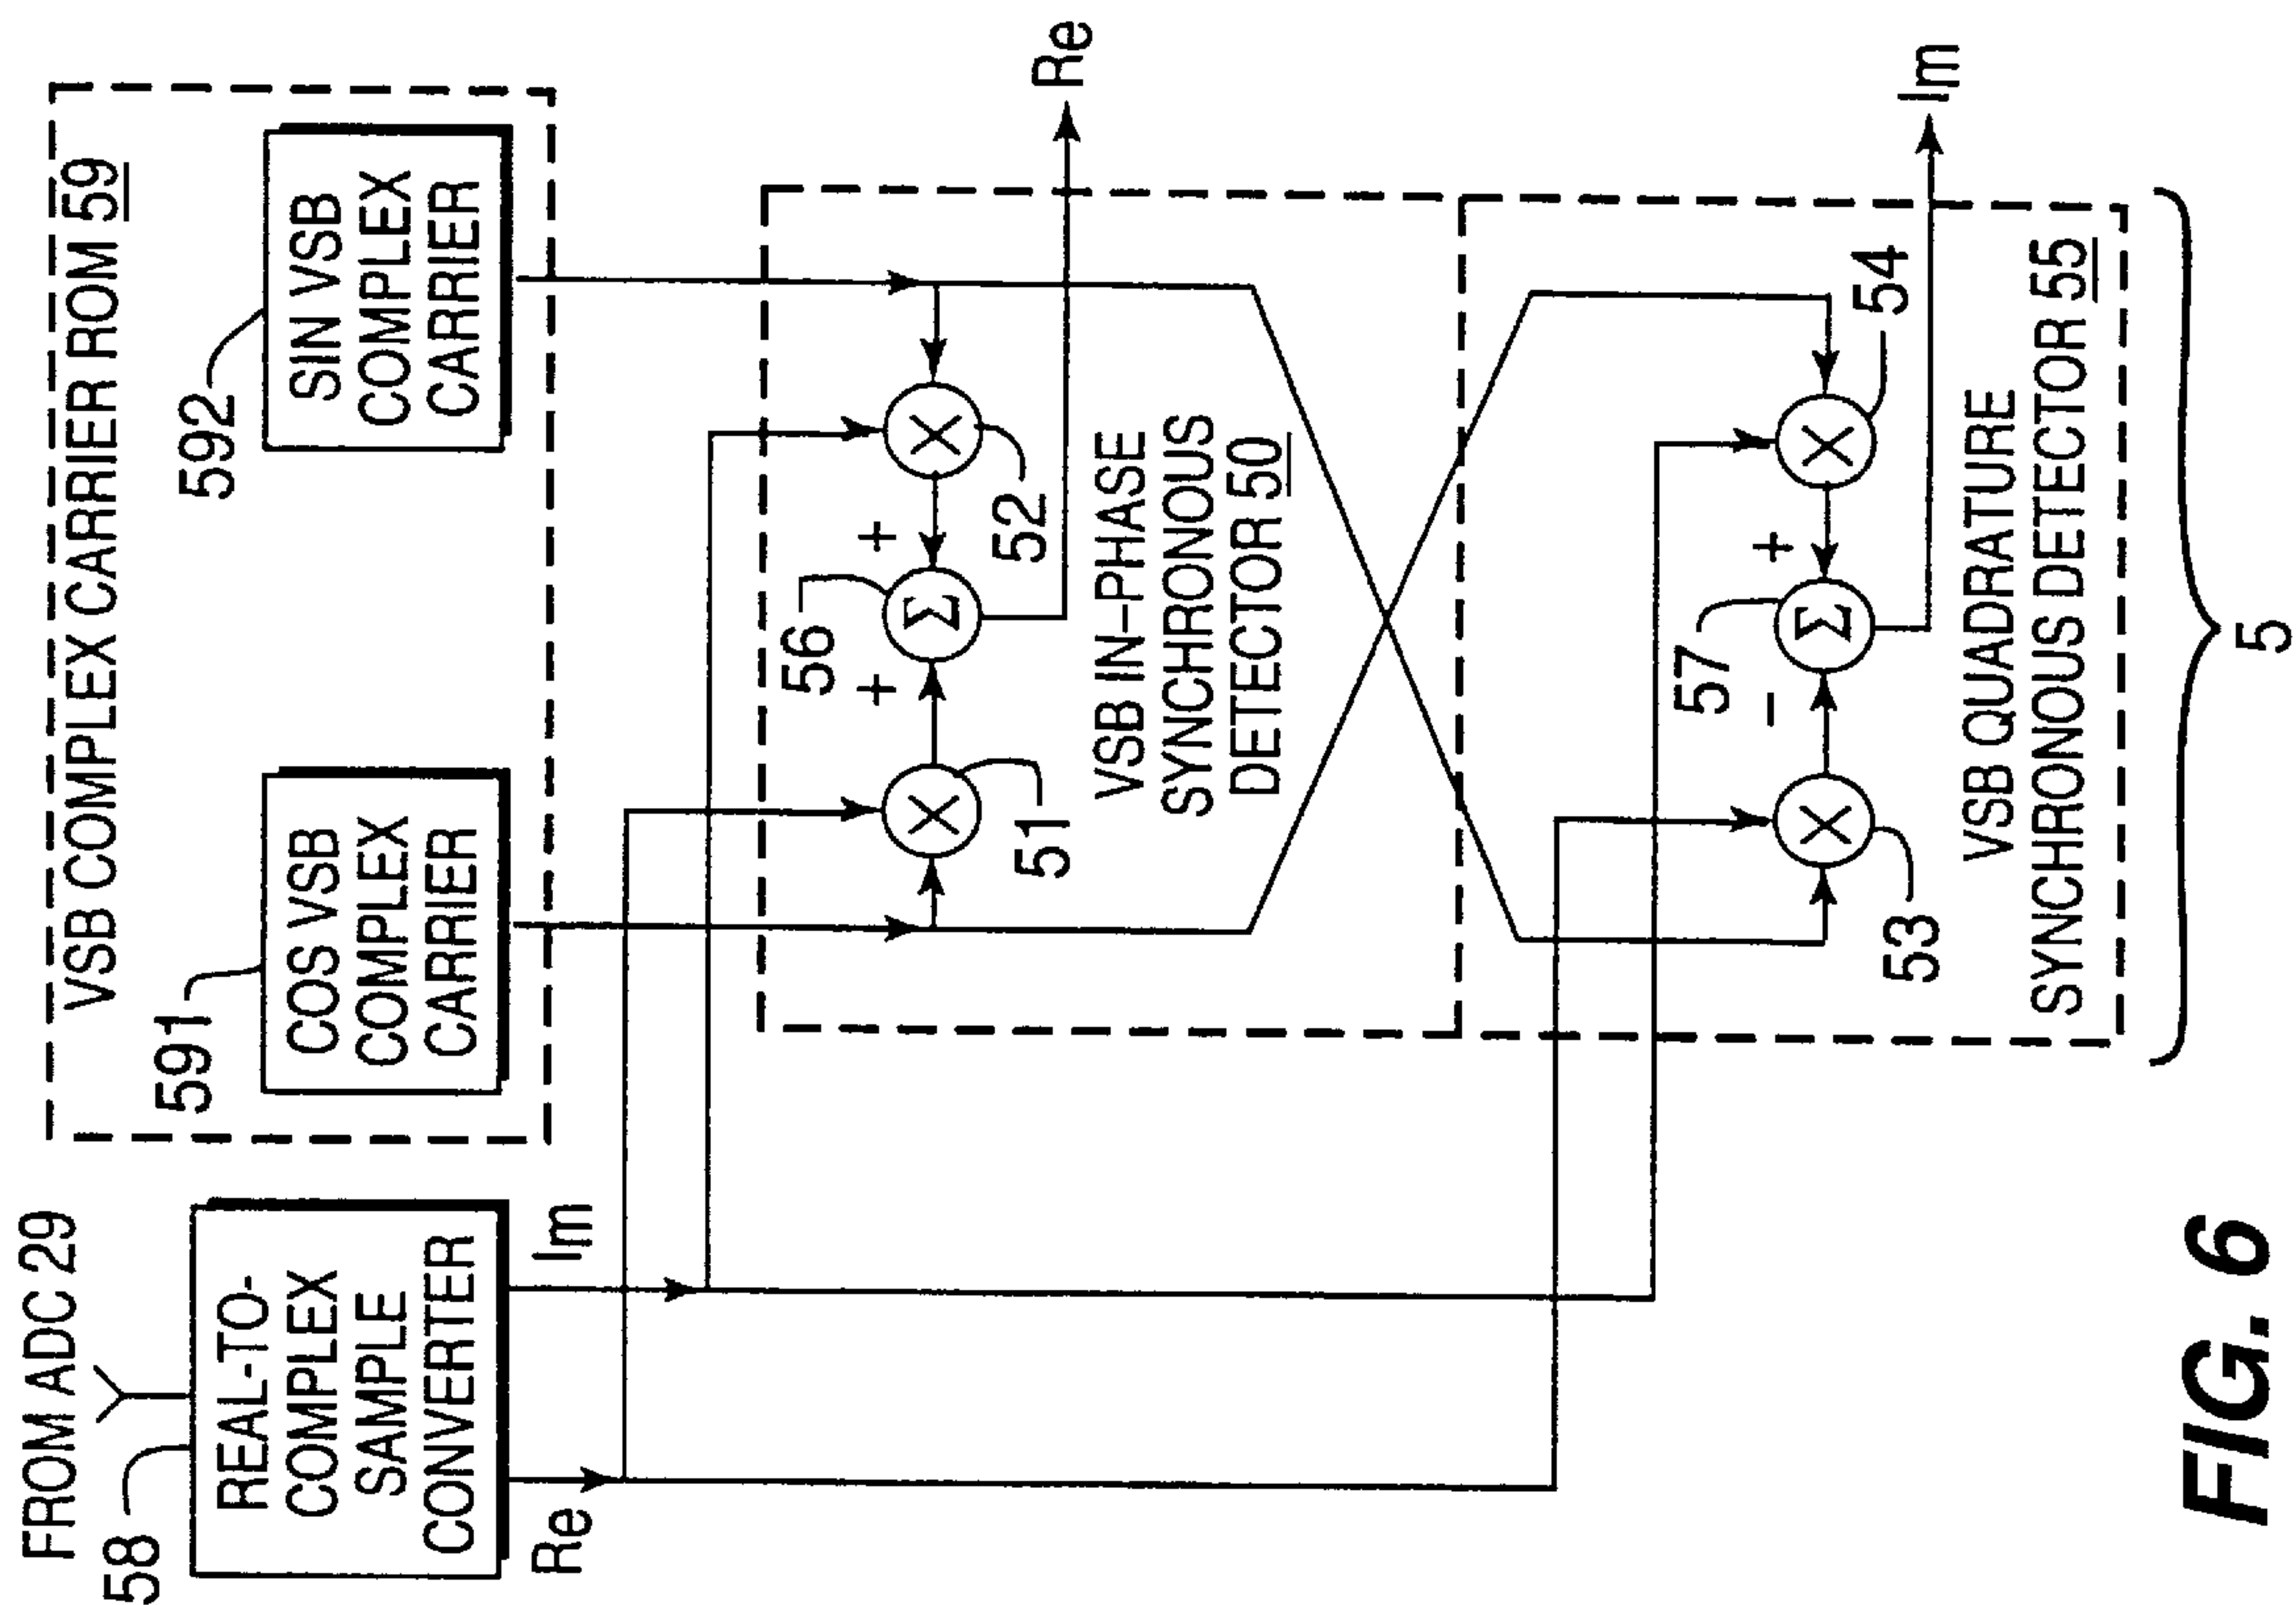 FROM ADC 29
58
REAL-TO-
COMPLEX
SAMPLE
CONVERTER
Re
Im
VSB COMPLEX CARRIER ROM 59
591
COS VSB
COMPLEX
CARRIER
592
SIN VSB
COMPLEX
CARRIER
56
+
+
X
Σ
X
51
52
VSB IN-PHASE
SYNCHRONOUS
DETECTOR 50
Re
57
−
+
X
Σ
X
53
54
VSB QUADRATURE
SYNCHRONOUS DETECTOR 55
Im
5
FIG. 6